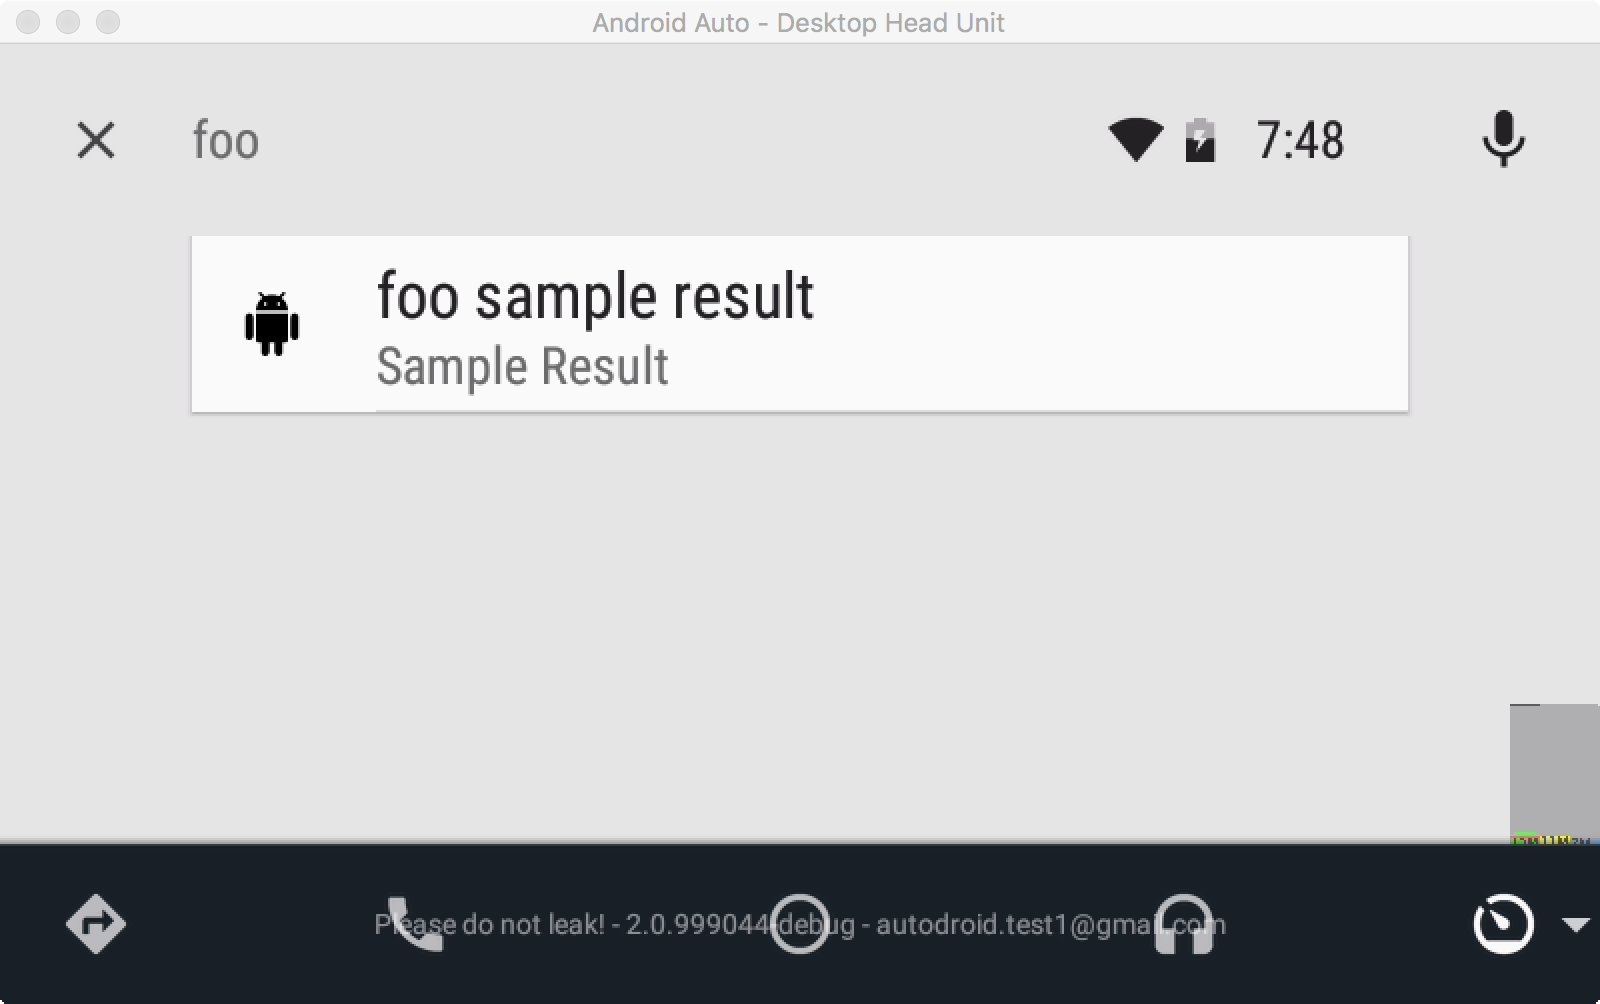 Android Auto - Desktop Head Unit
foo
7:48
foo sample result
Sample Result
Please do not leak! - 2.0.999044-debug - autodroid.test1@gmail.com